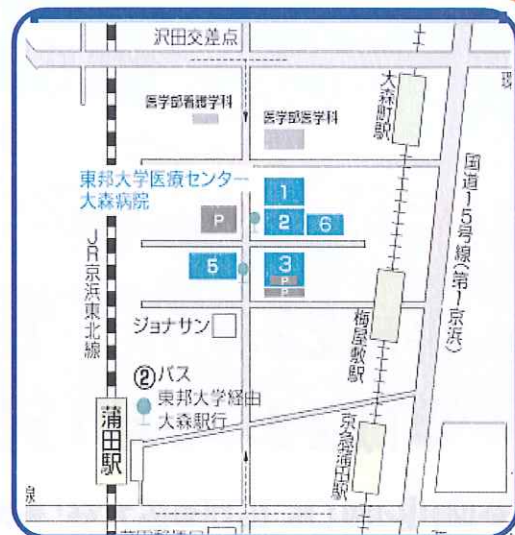 沢田交差点
医学部看護学科
医学部医学科
大森町駅
東邦大学医療センター
大森病院
1
P
2
6
5
3
P
P
国道15号線(第1京浜)
JR京浜東北線
梅屋敷駅
ジョナサン
②バス
東邦大学経由
大森駅行
蒲田駅
京急蒲田駅